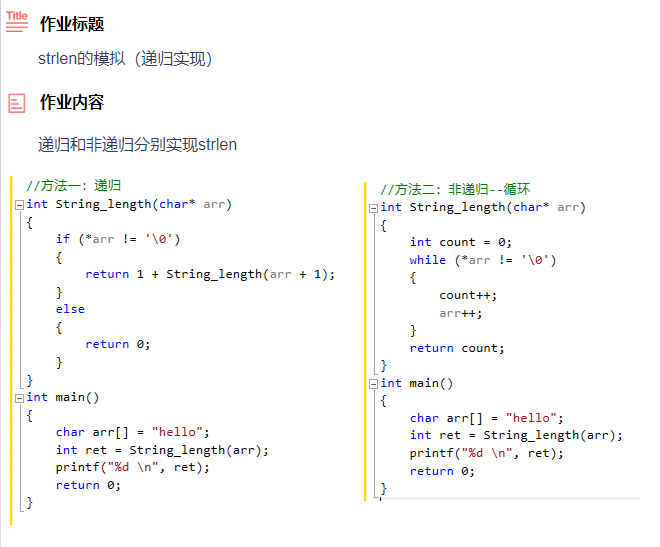 Title
作业标题
strlen的模拟（递归实现）
作业内容
递归和非递归分别实现strlen
//方法一：递归
int String_length(char* arr)
{
    if (*arr != '\0')
    {
        return 1 + String_length(arr + 1);
    }
    else
    {
        return 0;
    }
}
int main()
{
    char arr[] = "hello";
    int ret = String_length(arr);
    printf("%d \n", ret);
    return 0;
}
//方法二：非递归--循环
int String_length(char* arr)
{
    int count = 0;
    while (*arr != '\0')
    {
        count++;
        arr++;
    }
    return count;
}
int main()
{
    char arr[] = "hello";
    int ret = String_length(arr);
    printf("%d \n", ret);
    return 0;
}